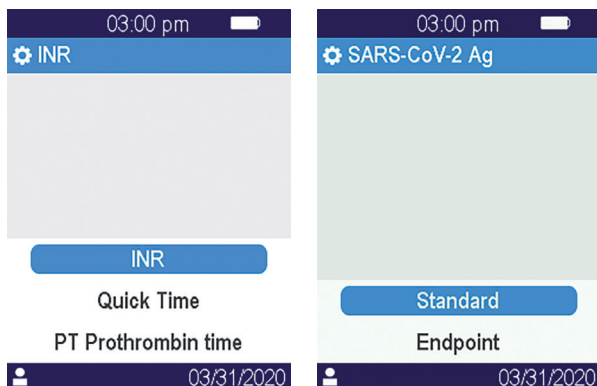 03:00 pm
INR
INR
Quick Time
PT Prothrombin time
03/31/2020
03:00 pm
SARS-CoV-2 Ag
Standard
Endpoint
03/31/2020